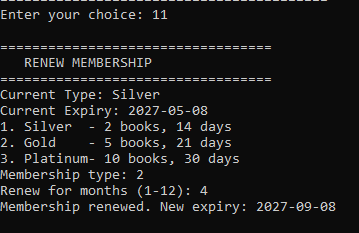 Enter your choice: 11
==================================
RENEW MEMBERSHIP
==================================
Current Type: Silver
Current Expiry: 2027-05-08
1. Silver  - 2 books, 14 days
2. Gold    - 5 books, 21 days
3. Platinum- 10 books, 30 days
Membership type: 2
Renew for months (1-12): 4
Membership renewed. New expiry: 2027-09-08